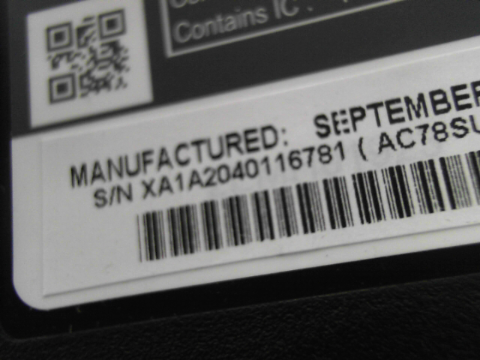 Contains IC :
MANUFACTURED: SEPTEMBER
S/N XA1A2040116781 ( AC78SU